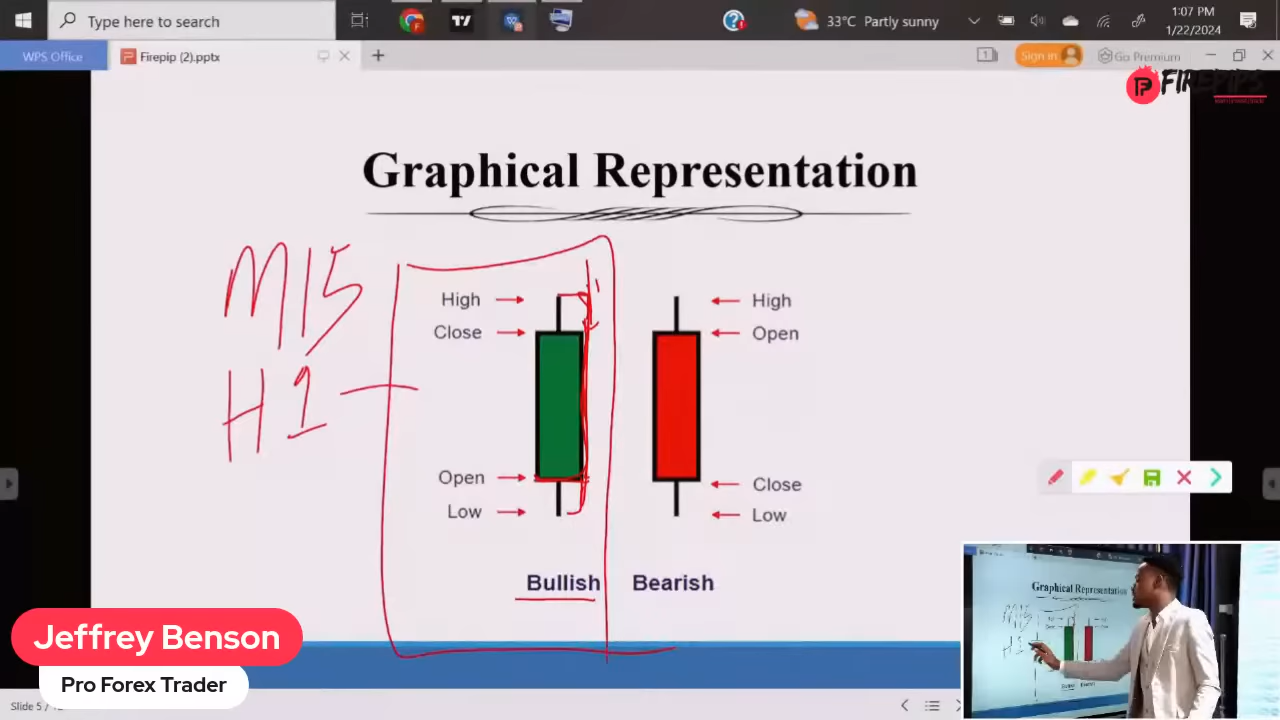 Type here to search
33°C Partly sunny
1:07 PM
1/22/2024
WPS Office
Firepip (2).pptx
Sign in
Go Premium
FIREPIPS
Graphical Representation
M15
H1
High
Close
Open
Low
High
Open
Close
Low
Bullish
Bearish
Jeffrey Benson
Pro Forex Trader
Slide 5 /
Graphical Representation
M15
H1